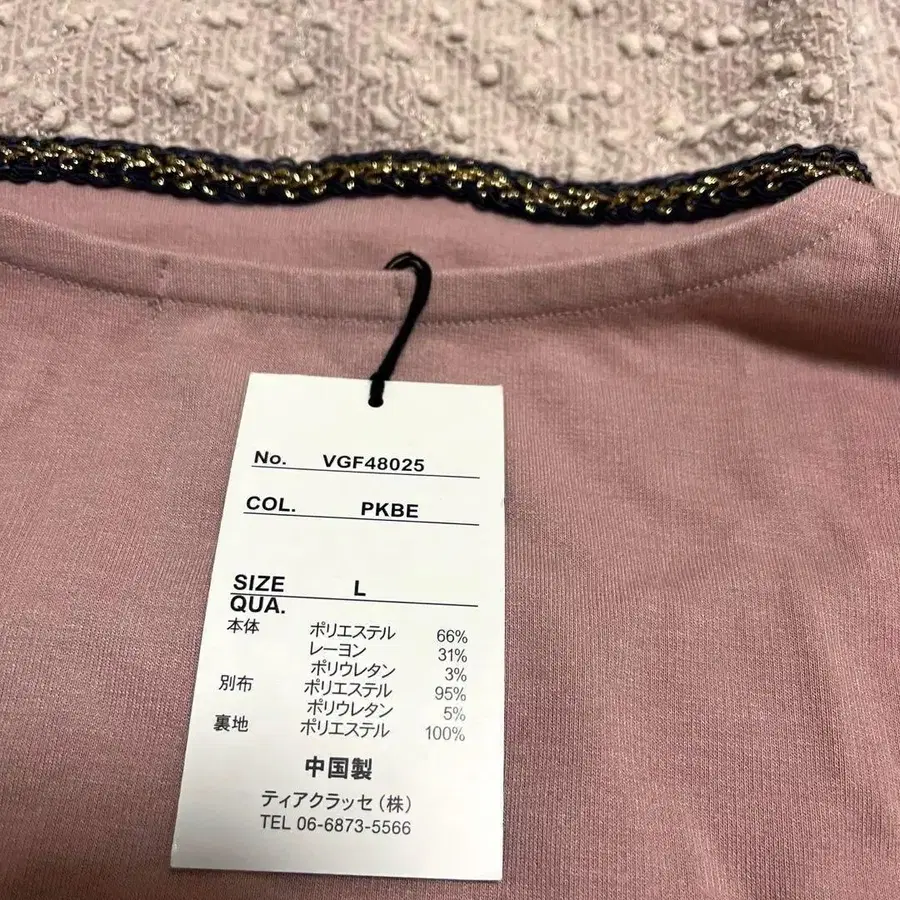 No. VGF48025
COL. PKBE
SIZE L
QUA.
本体 ポリエステル 66%
レーヨン 31%
ポリウレタン 3%
別布 ポリエステル 95%
ポリウレタン 5%
裏地 ポリエステル 100%
中国製
ティアクラッセ(株)
TEL 06-6873-5566